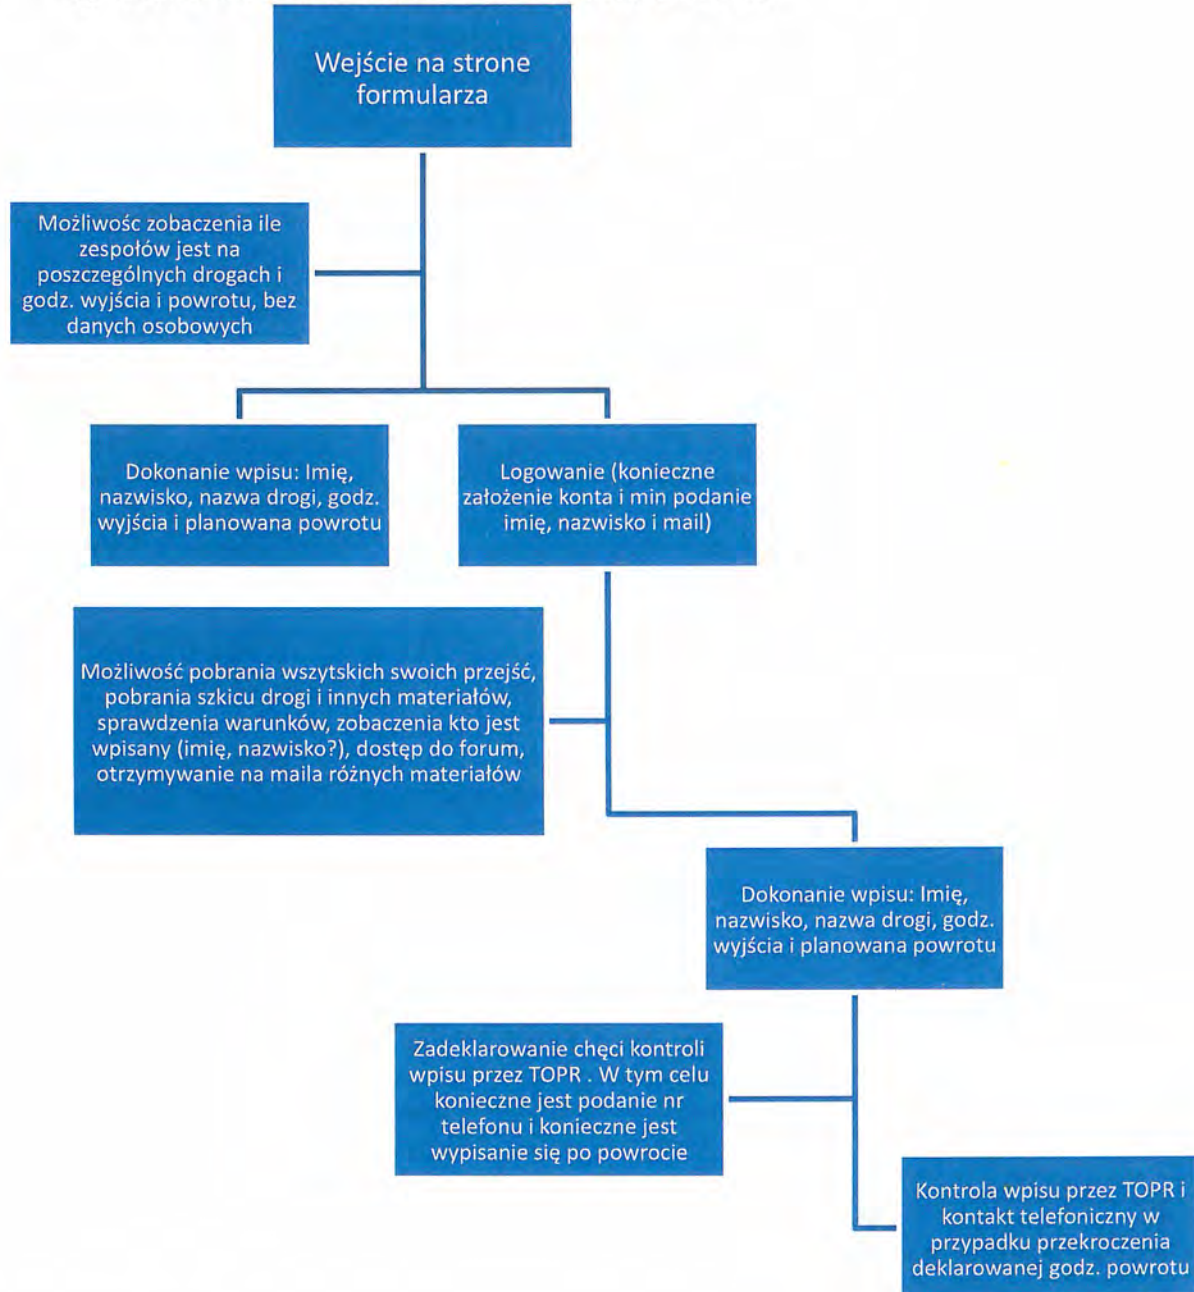 Wejście na strone
formularza
Możliwośc zobaczenia ile
zespołów jest na
poszczególnych drogach i
godz. wyjścia i powrotu, bez
danych osobowych
Dokonanie wpisu: Imię,
nazwisko, nazwa drogi, godz.
wyjścia i planowana powrotu
Logowanie (konieczne
założenie konta i min podanie
imię, nazwisko i mail)
Możliwość pobrania wszytskich swoich przejść,
pobrania szkicu drogi i innych materiałów,
sprawdzenia warunków, zobaczenia kto jest
wpisany (imię, nazwisko?), dostęp do forum,
otrzymywanie na maila różnych materiałów
Dokonanie wpisu: Imię,
nazwisko, nazwa drogi, godz.
wyjścia i planowana powrotu
Zadeklarowanie chęci kontroli
wpisu przez TOPR . W tym celu
konieczne jest podanie nr
telefonu i konieczne jest
wypisanie się po powrocie
Kontrola wpisu przez TOPR i
kontakt telefoniczny w
przypadku przekroczenia
deklarowanej godz. powrotu